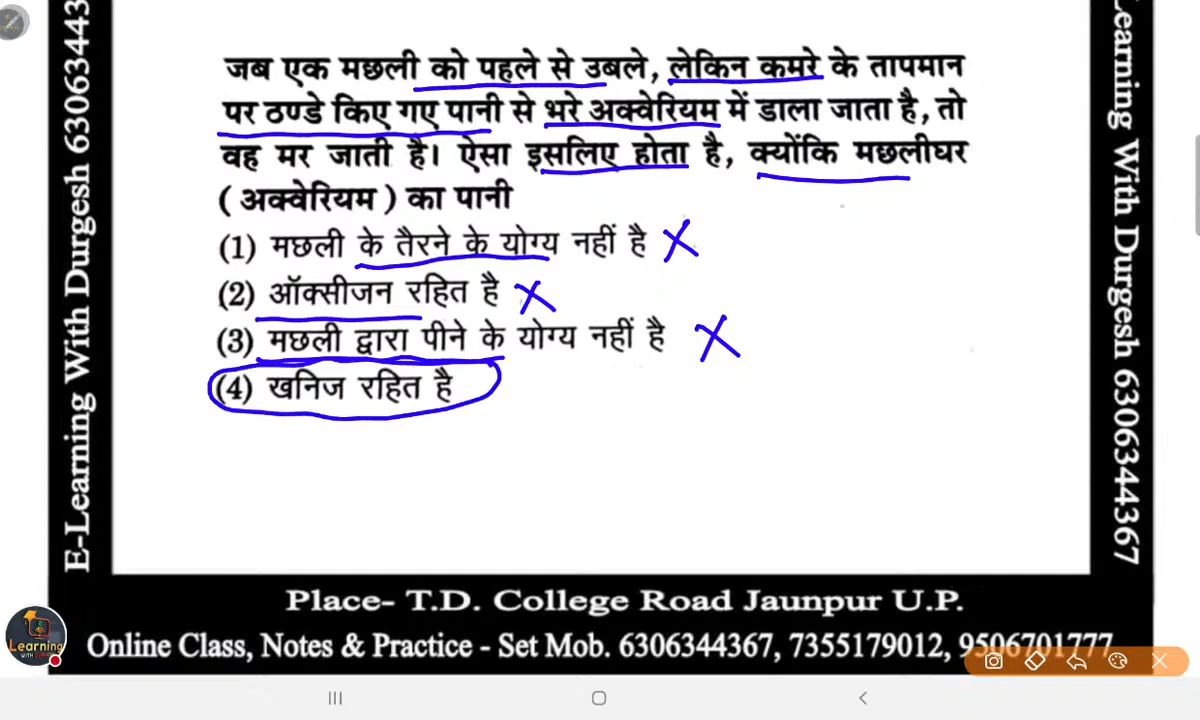 E-Learning With Durgesh 63063443
जब एक मछली को पहले से उबले, लेकिन कमरे के तापमान
पर ठण्डे किए गए पानी से भरे अक्वेरियम में डाला जाता है, तो
वह मर जाती है। ऐसा इसलिए होता है, क्योंकि मछलीघर
( अक्वेरियम ) का पानी
(1) मछली के तैरने के योग्य नहीं है
(2) ऑक्सीजन रहित है
(3) मछली द्वारा पीने के योग्य नहीं है
(4) खनिज रहित है
Learning With Durgesh 6306344367
Place- T.D. College Road Jaunpur U.P.
Online Class, Notes & Practice - Set Mob. 6306344367, 7355179012, 9506701777
Learning